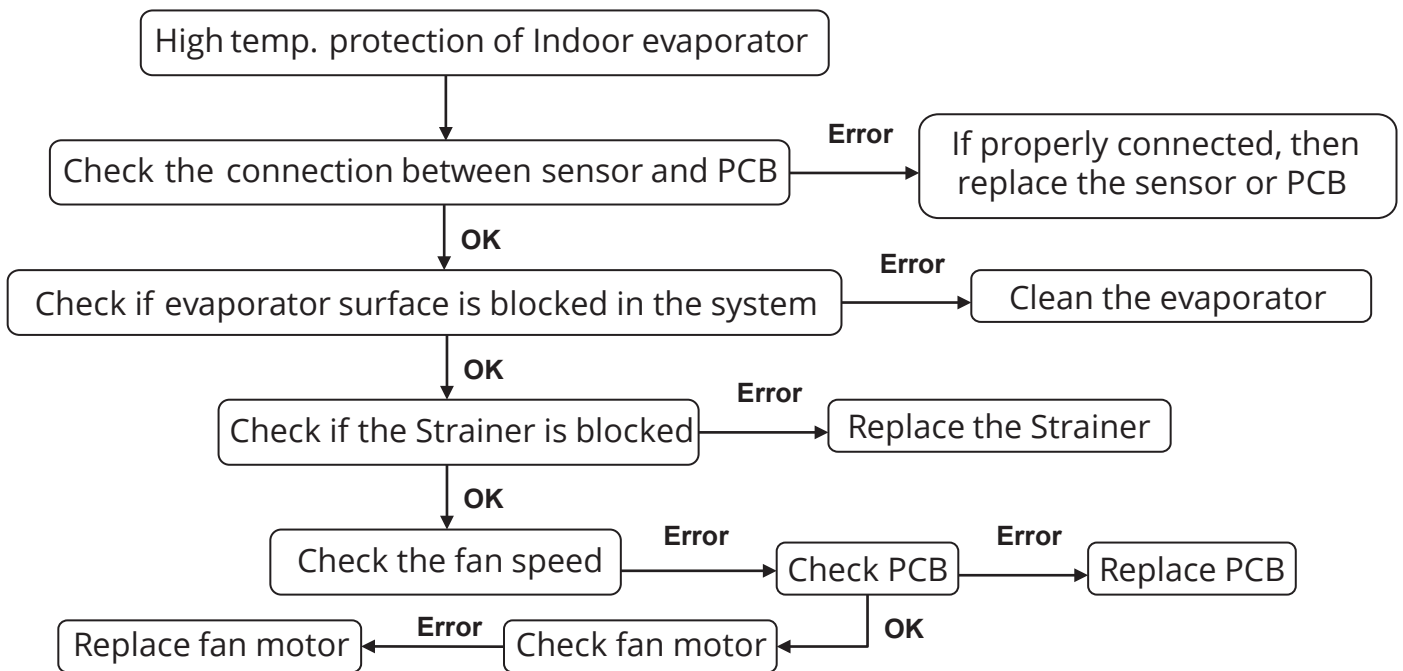 High temp. protection of Indoor evaporator
Check the connection between sensor and PCB
Error
If properly connected, then
replace the sensor or PCB
OK
Check if evaporator surface is blocked in the system
Error
Clean the evaporator
OK
Check if the Strainer is blocked
Error
Replace the Strainer
OK
Check the fan speed
Error
Check PCB
Error
Replace PCB
OK
Check fan motor
Error
Replace fan motor